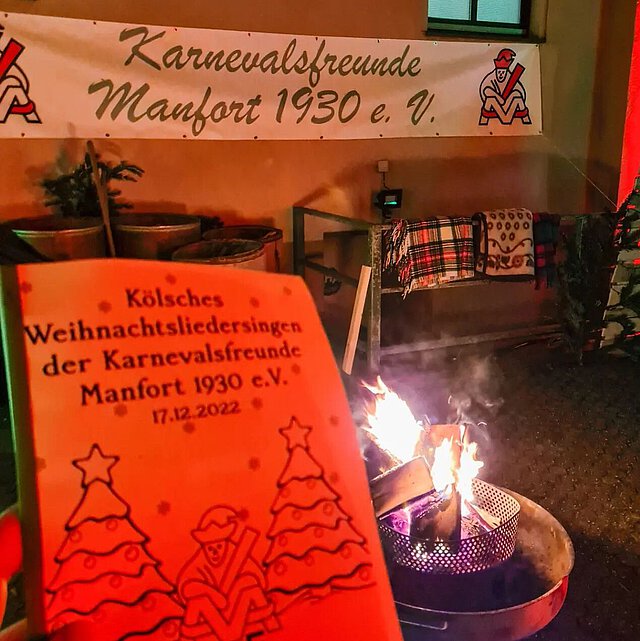 Karnevalsfreunde
Manfort 1930 e. V.
Kölsches
Weihnachtsliedersingen
der Karnevalsfreunde
Manfort 1930 e.V.
17.12.2022